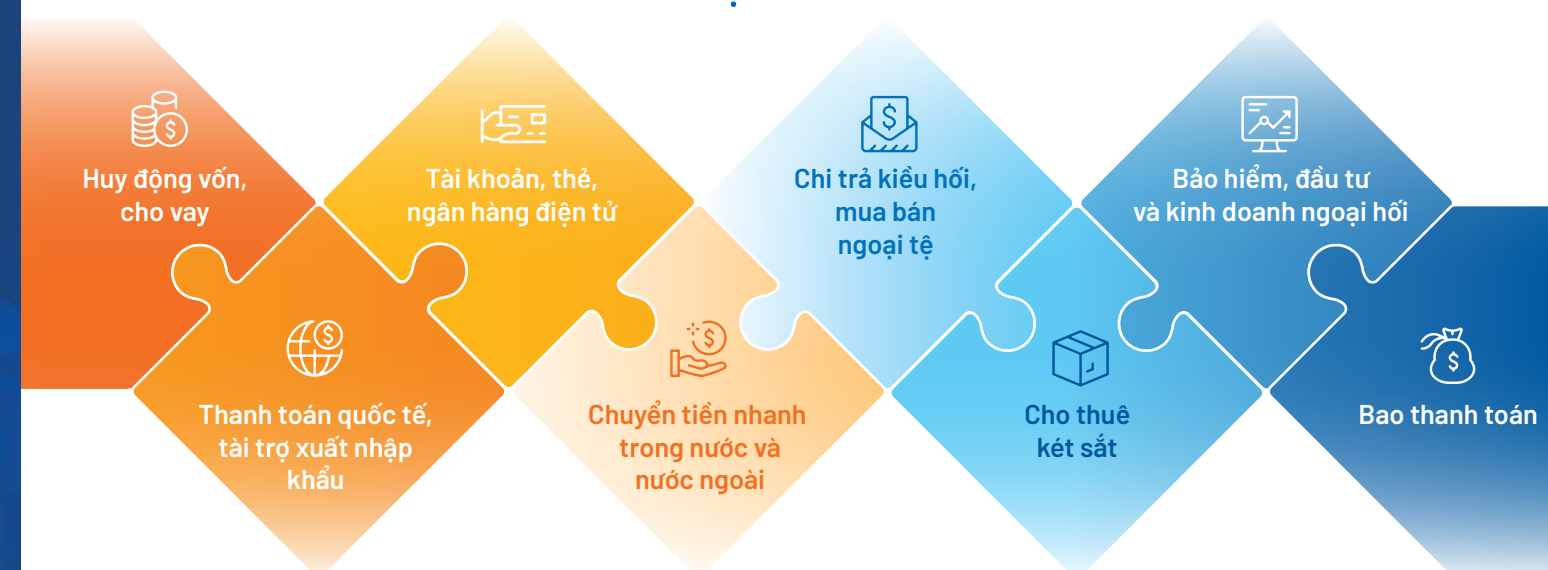 Huy động vốn,
cho vay
Thanh toán quốc tế,
tài trợ xuất nhập
khẩu
Tài khoản, thẻ,
ngân hàng điện tử
Chuyển tiền nhanh
trong nước và
nước ngoài
Chi trả kiều hối,
mua bán
ngoại tệ
Cho thuê
két sắt
Bảo hiểm, đầu tư
và kinh doanh ngoại hối
Bao thanh toán